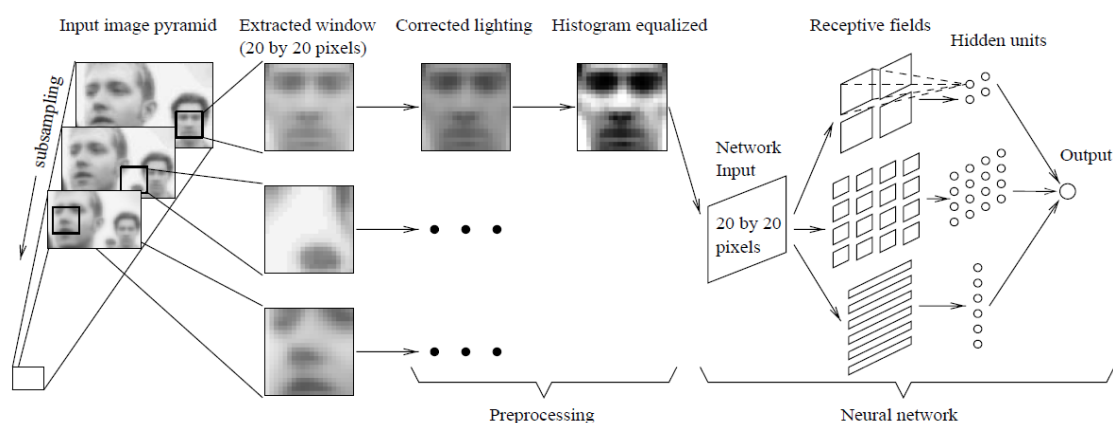 Input image pyramid
Extracted window
(20 by 20 pixels)
Corrected lighting
Histogram equalized
Receptive fields
Hidden units
subsampling
Network
Input
Output
20 by 20
pixels
Preprocessing
Neural network